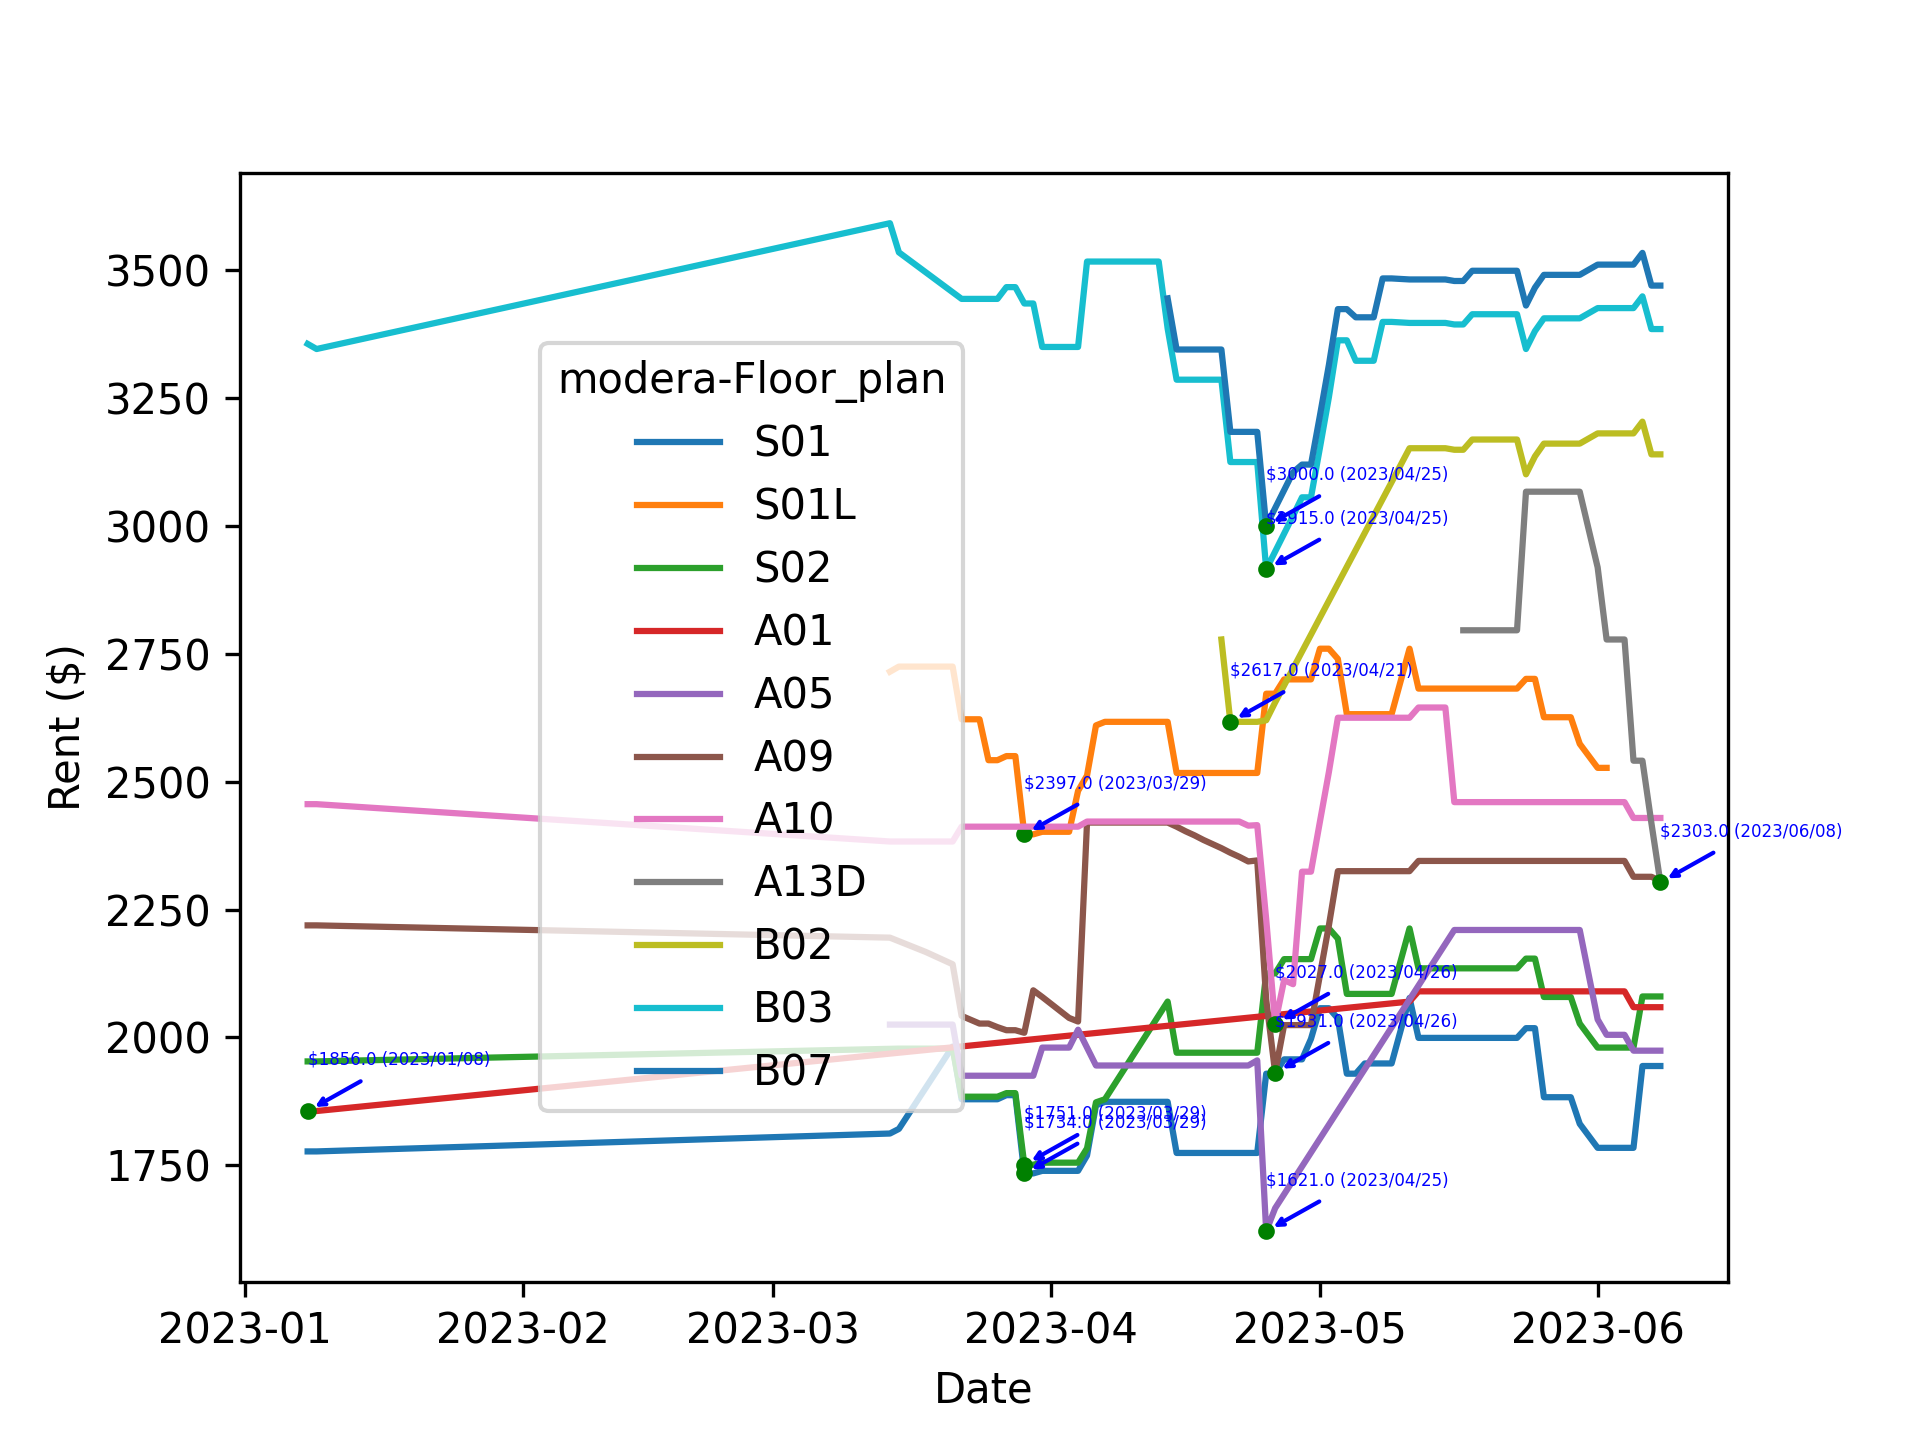 3500
3250
3000
2750
2500
2250
2000
1750
Rent ($)
modera-Floor_plan
S01
S01L
S02
A01
A05
A09
A10
A13D
B02
B03
B07
$3000.0 (2023/04/25)
$2915.0 (2023/04/25)
$2617.0 (2023/04/21)
$2397.0 (2023/03/29)
$2303.0 (2023/06/08)
$2027.0 (2023/04/26)
$1931.0 (2023/04/26)
$1856.0 (2023/01/08)
$1751.0 (2023/03/29)
$1734.0 (2023/03/29)
$1621.0 (2023/04/25)
2023-01
2023-02
2023-03
2023-04
2023-05
2023-06
Date